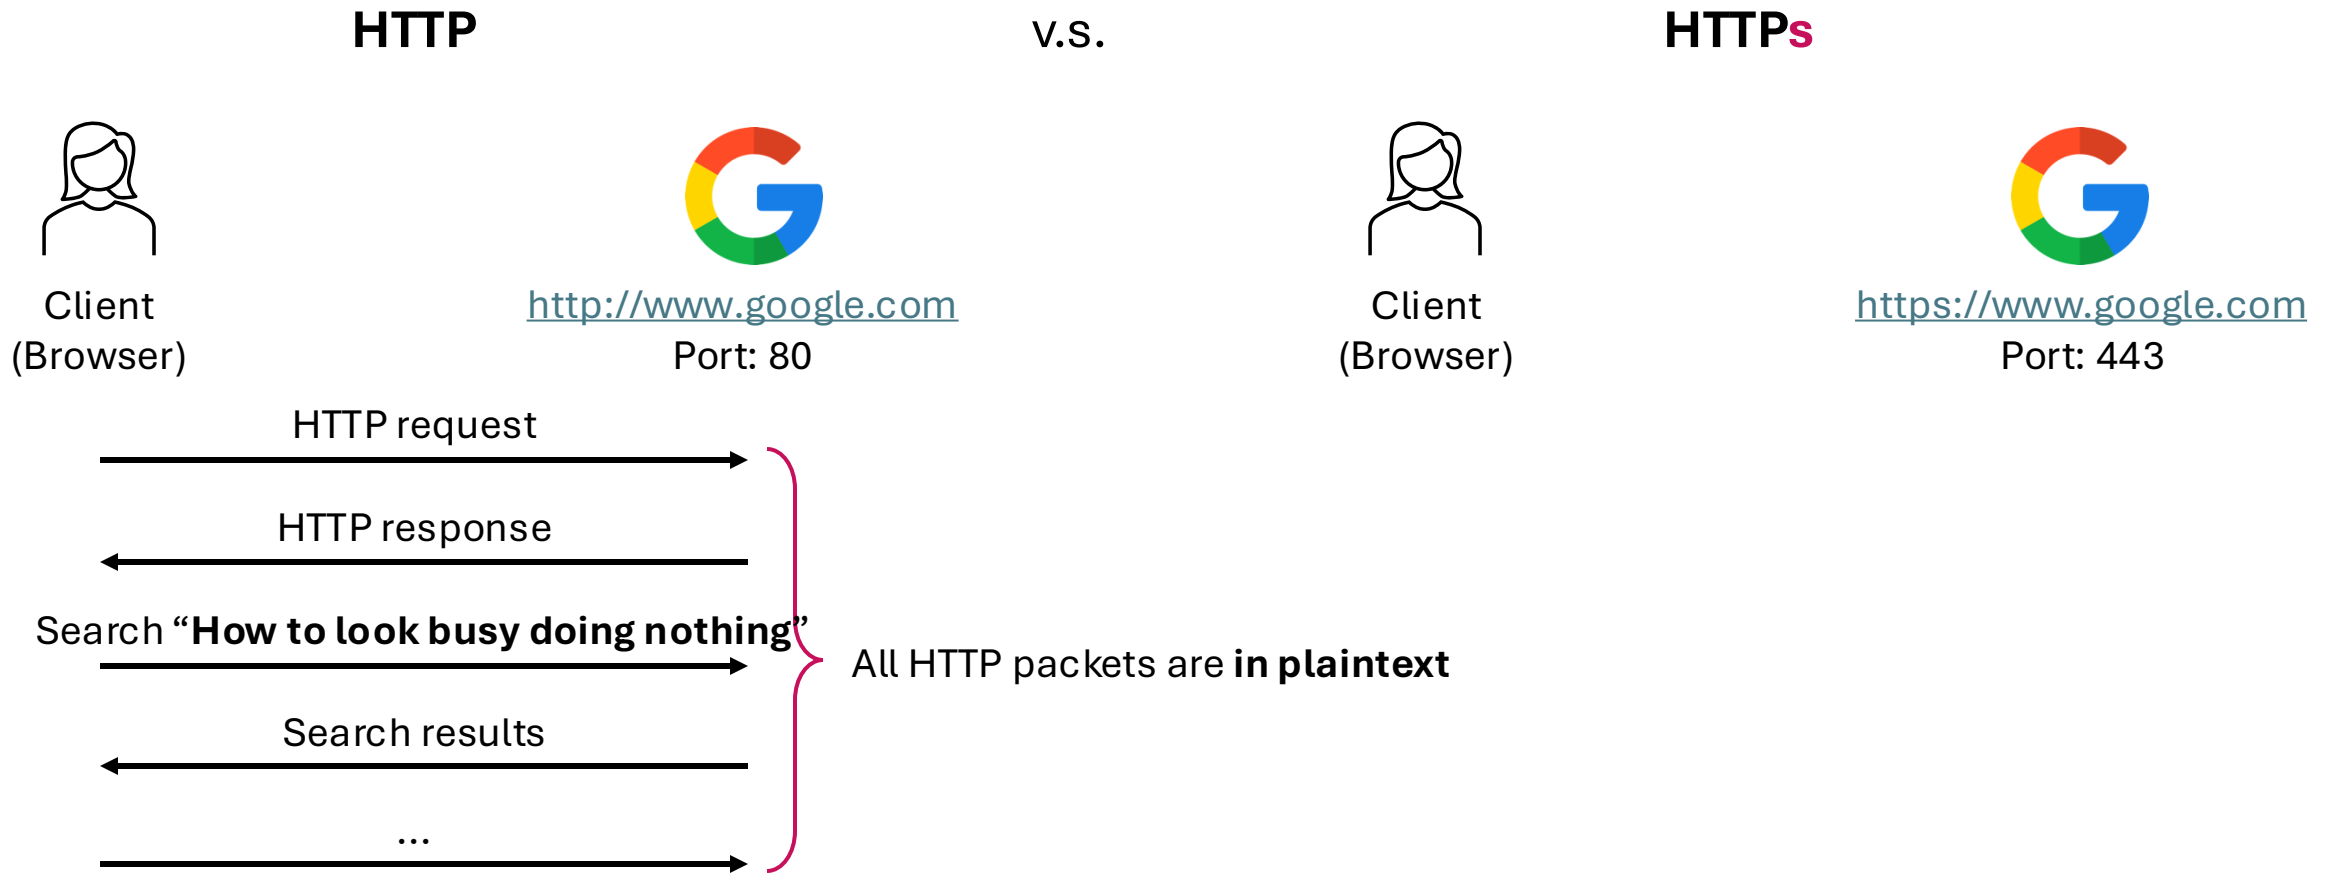 HTTP
v.s.
HTTPs
Client
(Browser)
http://www.google.com
Port: 80
Client
(Browser)
https://www.google.com
Port: 443
HTTP request
HTTP response
Search “How to look busy doing nothing”
All HTTP packets are in plaintext
Search results
...